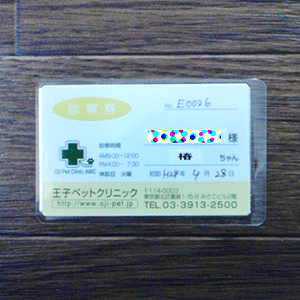 診察券
No. E0026
様
椿 ちゃん
診療時間
AM9:00~12:00
PM4:00~7:30
休診日 火曜
初診 H28年 4月 28日
Oji Pet Clinic AMC
王子ペットクリニック
http://www.oji-pet.jp
〒114-0003
TEL 03-3913-2500